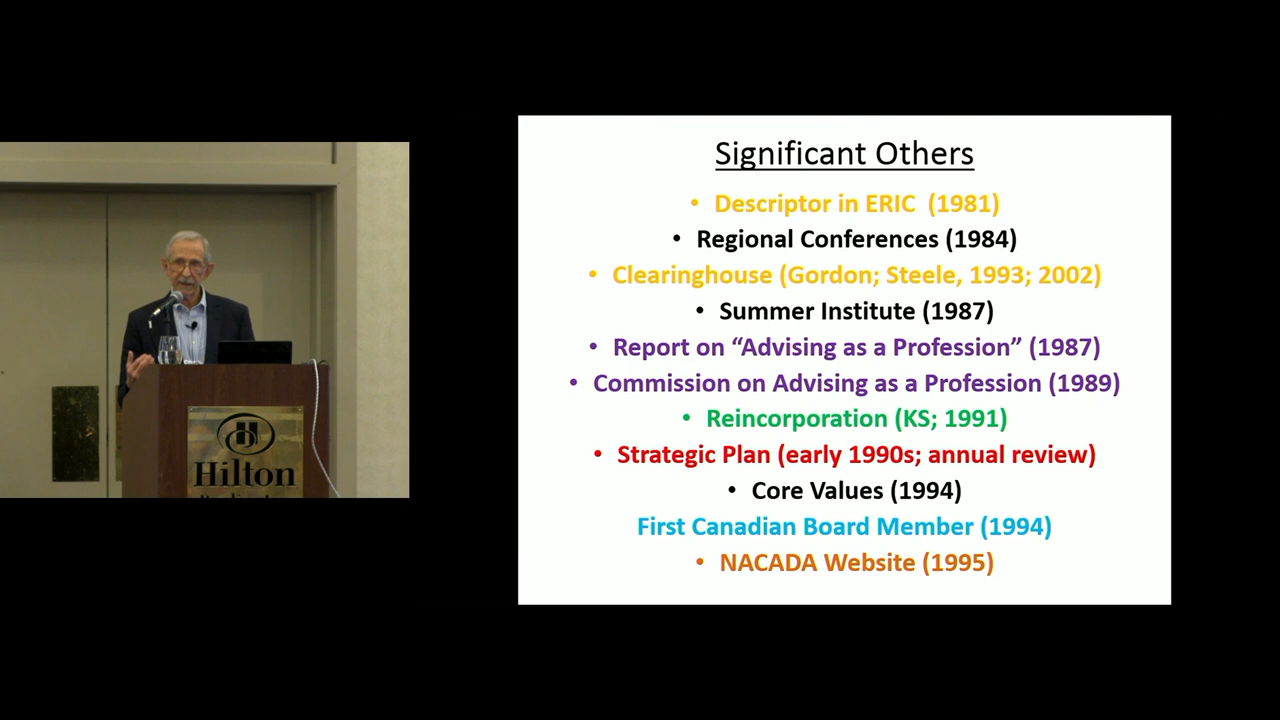 Significant Others
• Descriptor in ERIC (1981)
• Regional Conferences (1984)
• Clearinghouse (Gordon; Steele, 1993; 2002)
• Summer Institute (1987)
• Report on “Advising as a Profession” (1987)
• Commission on Advising as a Profession (1989)
• Reincorporation (KS; 1991)
• Strategic Plan (early 1990s; annual review)
• Core Values (1994)
First Canadian Board Member (1994)
• NACADA Website (1995)
Hilton